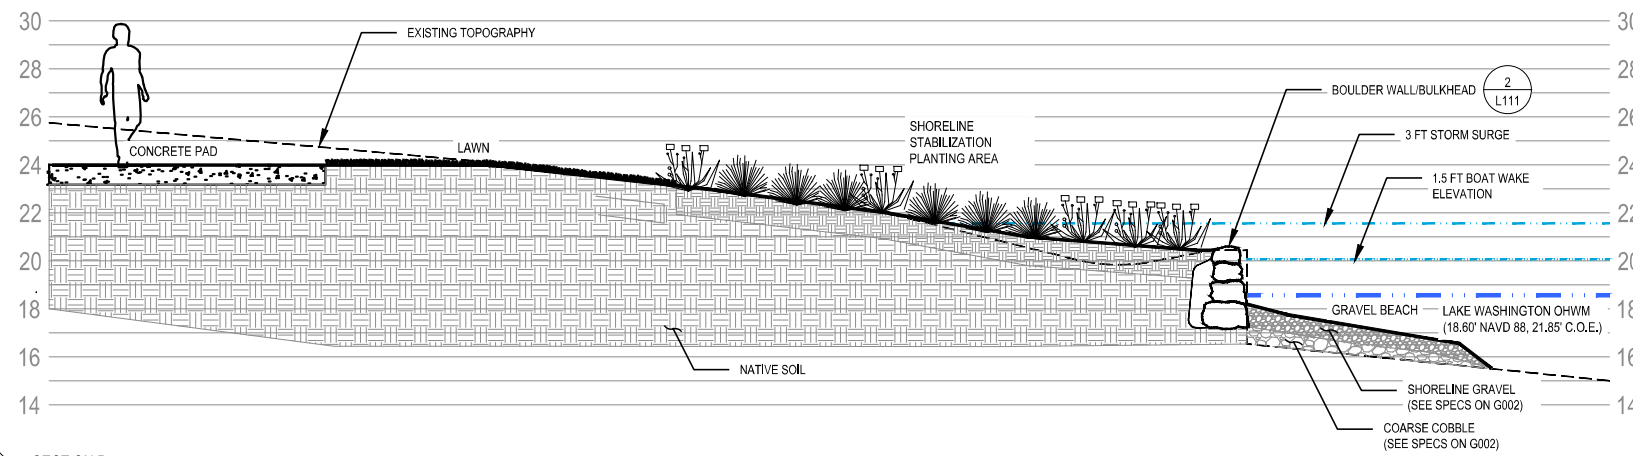 30
28
26
24
22
20
18
16
14
EXISTING TOPOGRAPHY
CONCRETE PAD
LAWN
SHORELINE
STABILIZATION
PLANTING AREA
NATIVE SOIL
BOULDER WALL/BULKHEAD
2
L111
3 FT STORM SURGE
1.5 FT BOAT WAKE
ELEVATION
GRAVEL BEACH
LAKE WASHINGTON OHWM
(18.60' NAVD 88, 21.85' C.O.E.)
SHORELINE GRAVEL
(SEE SPECS ON G002)
COARSE COBBLE
(SEE SPECS ON G002)
30
28
26
24
22
20
18
16
14